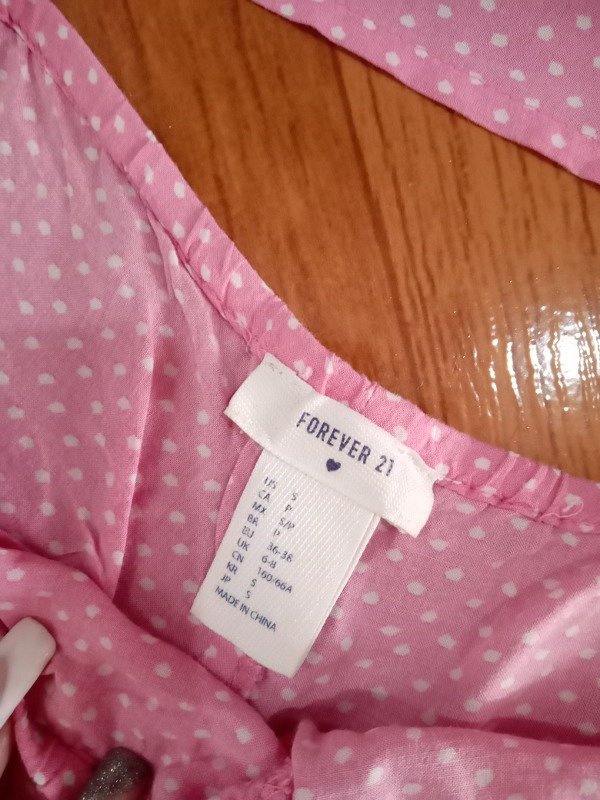 FOREVER 21
US S
CA P
MX S/P
BR P
EU 36-38
UK 6-8
CN 160/66A
KR S
JP S
MADE IN CHINA